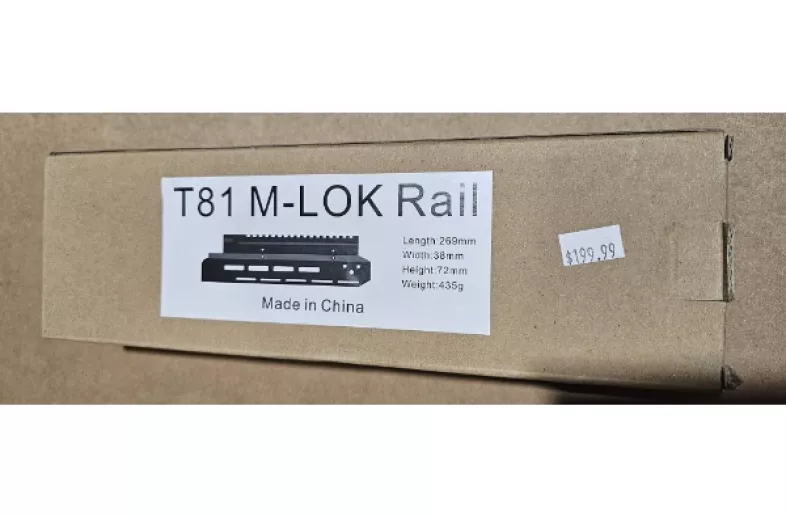 T81 M-LOK Rail
Length:269mm
Width:38mm
Height:72mm
Weight:435g
Made in China
$199.99